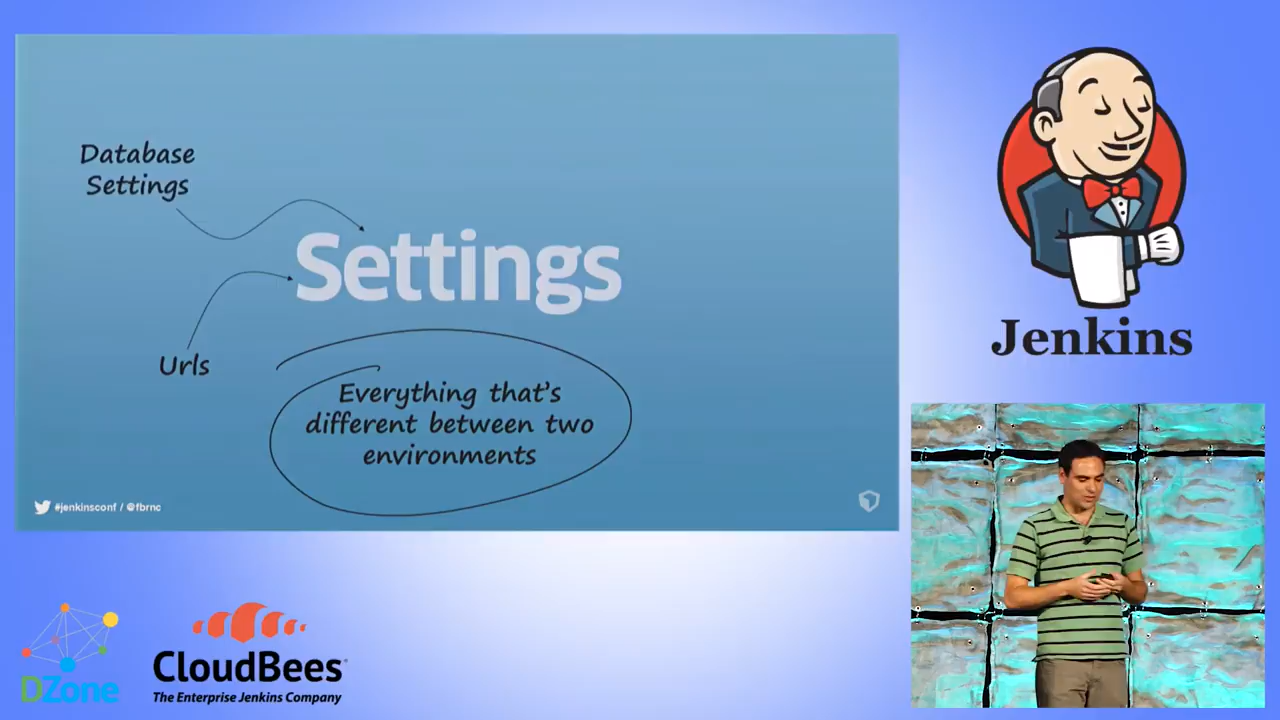 Database
Settings
Settings
Urls
Everything that's
different between two
environments
#jenkinsconf / @fbrnc
Jenkins
DZone
CloudBees
The Enterprise Jenkins Company